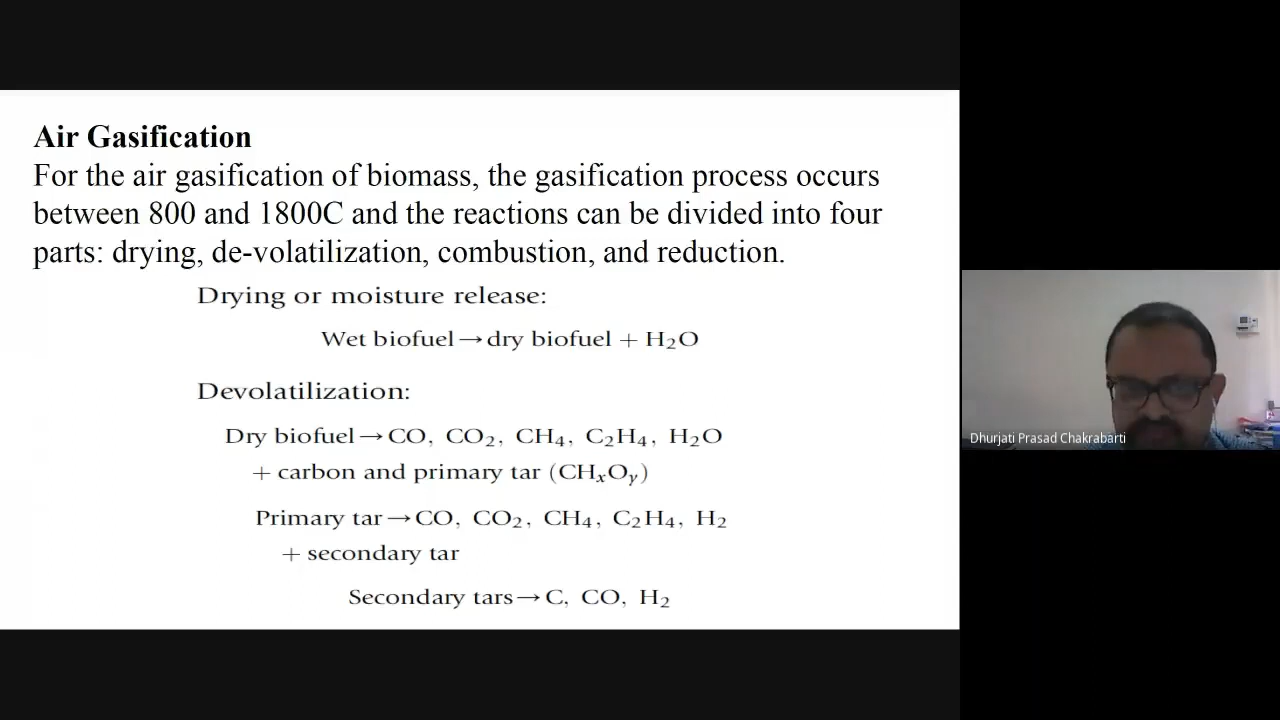 Air Gasification
For the air gasification of biomass, the gasification process occurs
between 800 and 1800C and the reactions can be divided into four
parts: drying, de-volatilization, combustion, and reduction.
Drying or moisture release:
Wet biofuel→dry biofuel + H₂O
Devolatilization:
Dry biofuel→CO, CO₂, CH₄, C₂H₄, H₂O
+ carbon and primary tar (CHₓOᵧ)
Primary tar→CO, CO₂, CH₄, C₂H₄, H₂
+ secondary tar
Secondary tars→C, CO, H₂
Dhurjati Prasad Chakrabarti